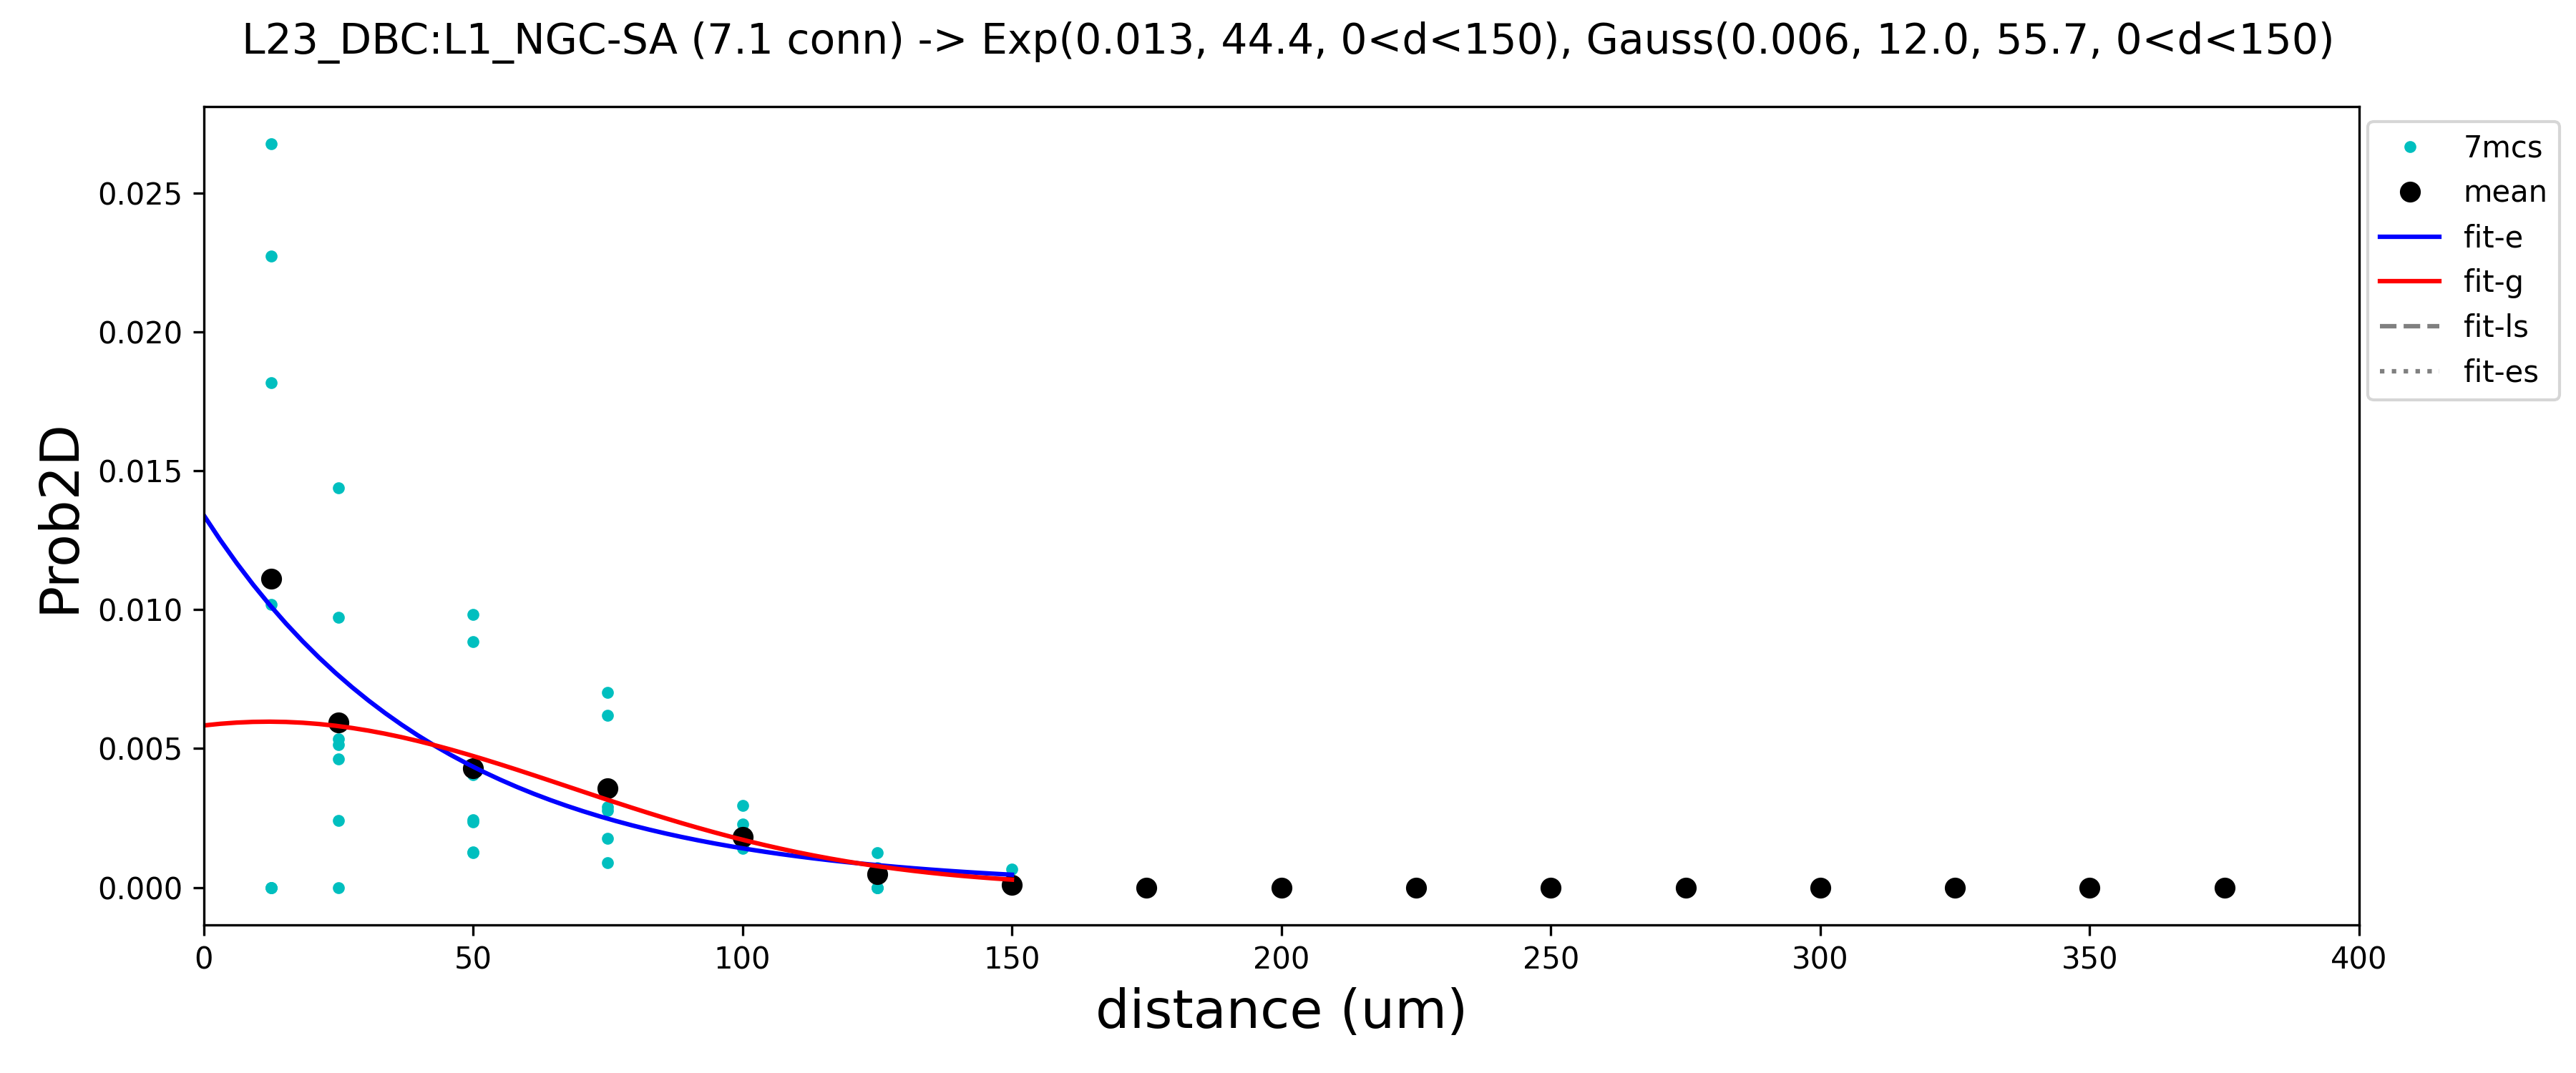 L23_DBC:L1_NGC-SA (7.1 conn) -> Exp(0.013, 44.4, 0<d<150), Gauss(0.006, 12.0, 55.7, 0<d<150)
7mcs
mean
fit-e
fit-g
fit-ls
fit-es
Prob2D
0.025
0.020
0.015
0.010
0.005
0.000
0 50 100 150 200 250 300 350 400
distance (um)